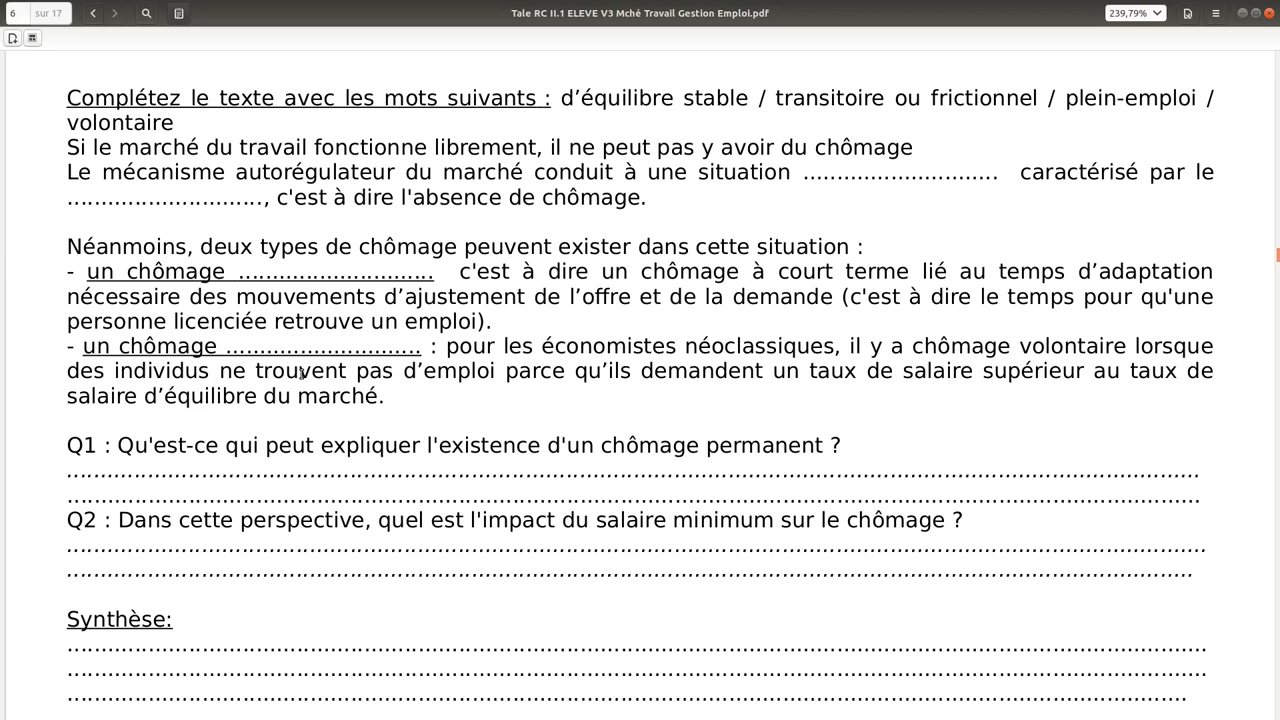 6 sur 17 Tale RC II.1 ELEVE V3 Mché Travail Gestion Emploi.pdf 239,79%
Complétez le texte avec les mots suivants : d’équilibre stable / transitoire ou frictionnel / plein-emploi /
volontaire
Si le marché du travail fonctionne librement, il ne peut pas y avoir du chômage
Le mécanisme autorégulateur du marché conduit à une situation ............................. caractérisé par le
............................., c'est à dire l'absence de chômage.
Néanmoins, deux types de chômage peuvent exister dans cette situation :
- un chômage ............................. c'est à dire un chômage à court terme lié au temps d’adaptation
nécessaire des mouvements d’ajustement de l’offre et de la demande (c'est à dire le temps pour qu'une
personne licenciée retrouve un emploi).
- un chômage ............................. : pour les économistes néoclassiques, il y a chômage volontaire lorsque
des individus ne trouvent pas d’emploi parce qu’ils demandent un taux de salaire supérieur au taux de
salaire d’équilibre du marché.
Q1 : Qu'est-ce qui peut expliquer l'existence d'un chômage permanent ?
Q2 : Dans cette perspective, quel est l'impact du salaire minimum sur le chômage ?
Synthèse: